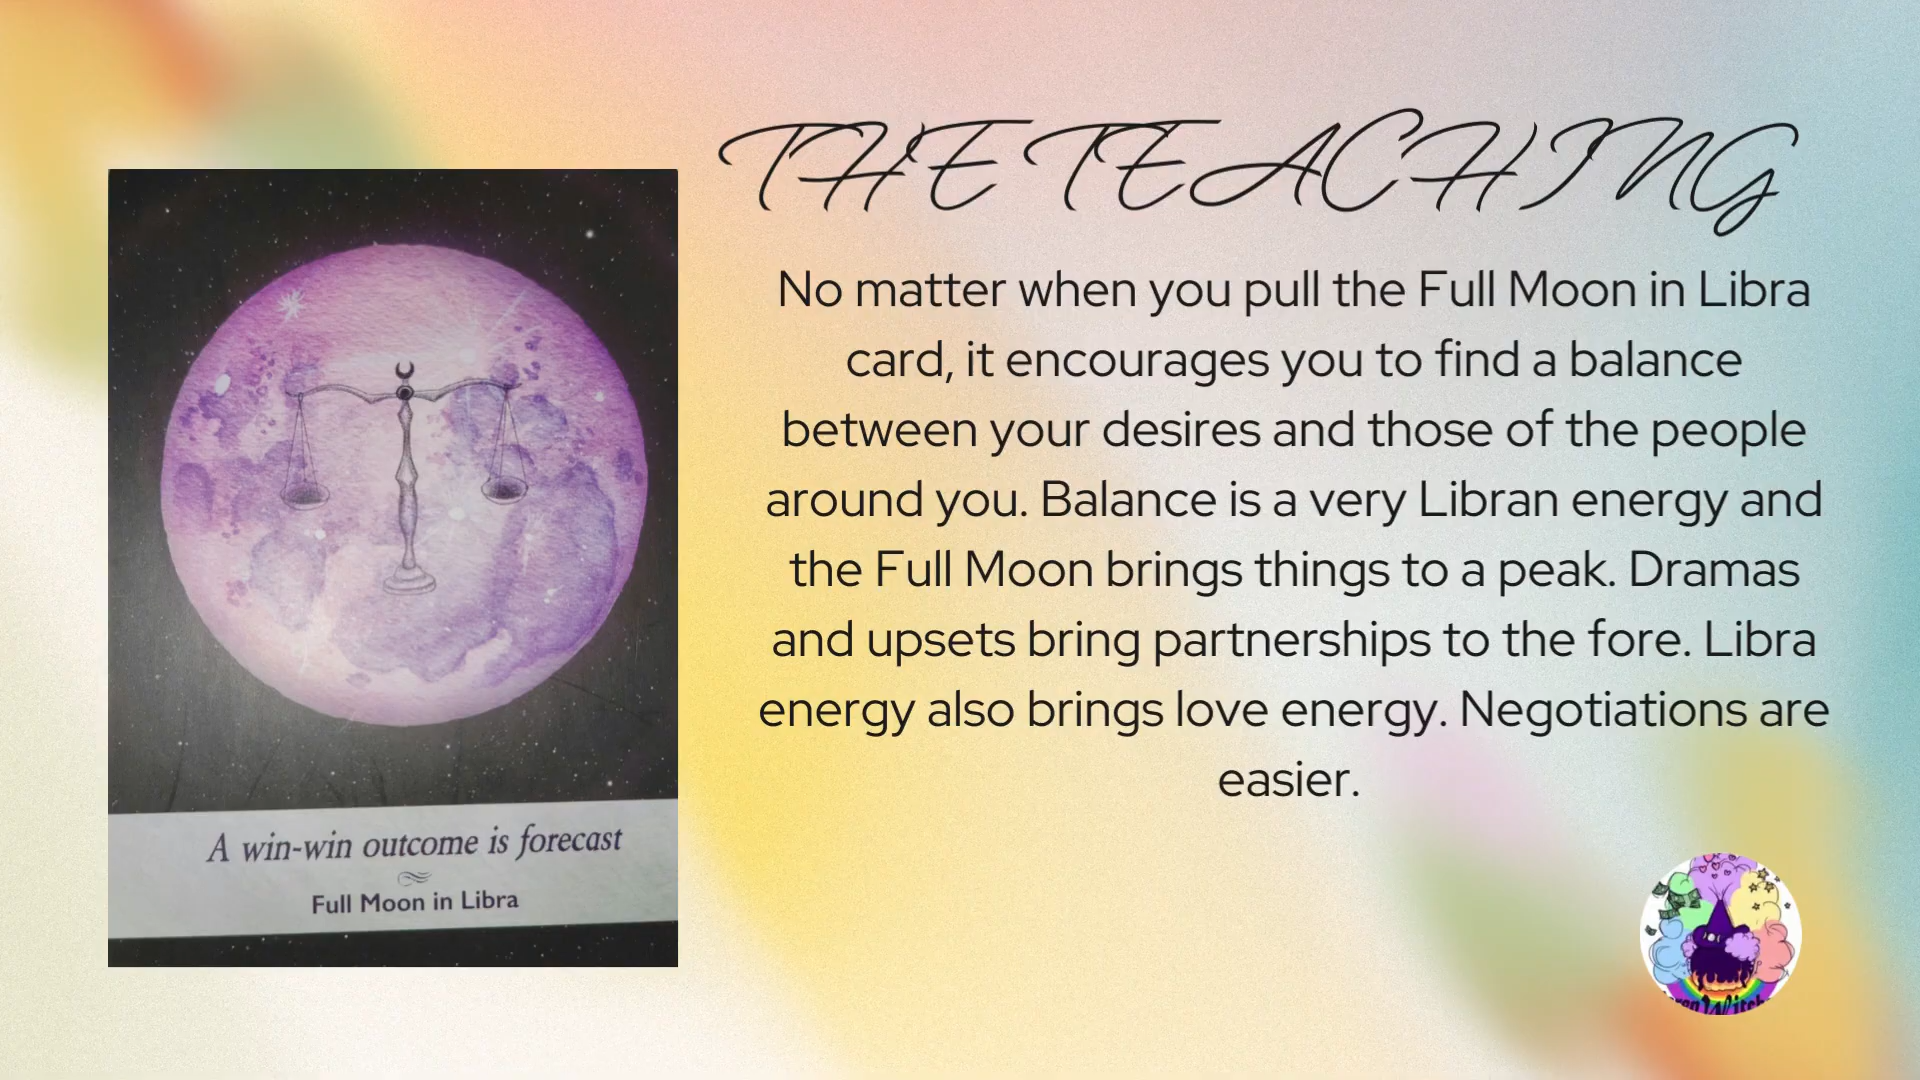 THE TEACHING
No matter when you pull the Full Moon in Libra
card, it encourages you to find a balance
between your desires and those of the people
around you. Balance is a very Libran energy and
the Full Moon brings things to a peak. Dramas
and upsets bring partnerships to the fore. Libra
energy also brings love energy. Negotiations are
easier.
A win-win outcome is forecast
Full Moon in Libra